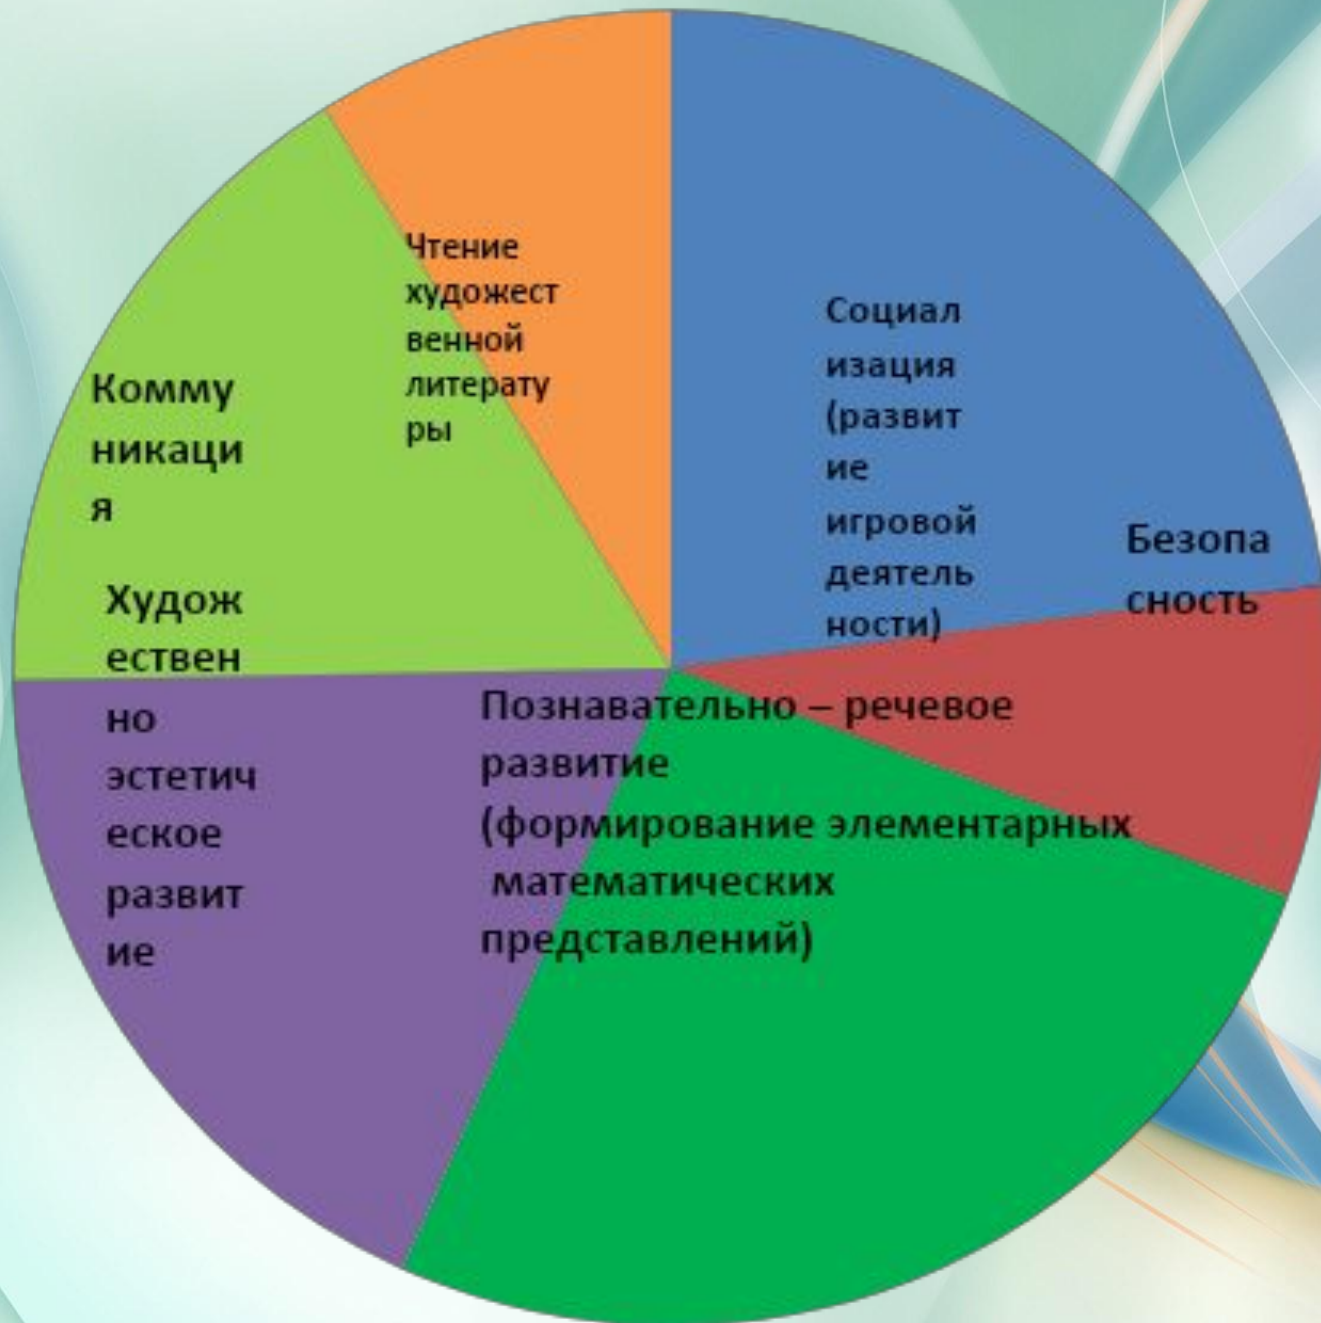 Чтение
художест
венной
литерату
ры
Социал
изация
(развит
ие
игровой
деятель
ности)
Безопа
сность
Комму
никаци
я
Худож
ествен
но
эстетич
еское
развит
ие
Познавательно – речевое
развитие
(формирование элементарных
математических
представлений)